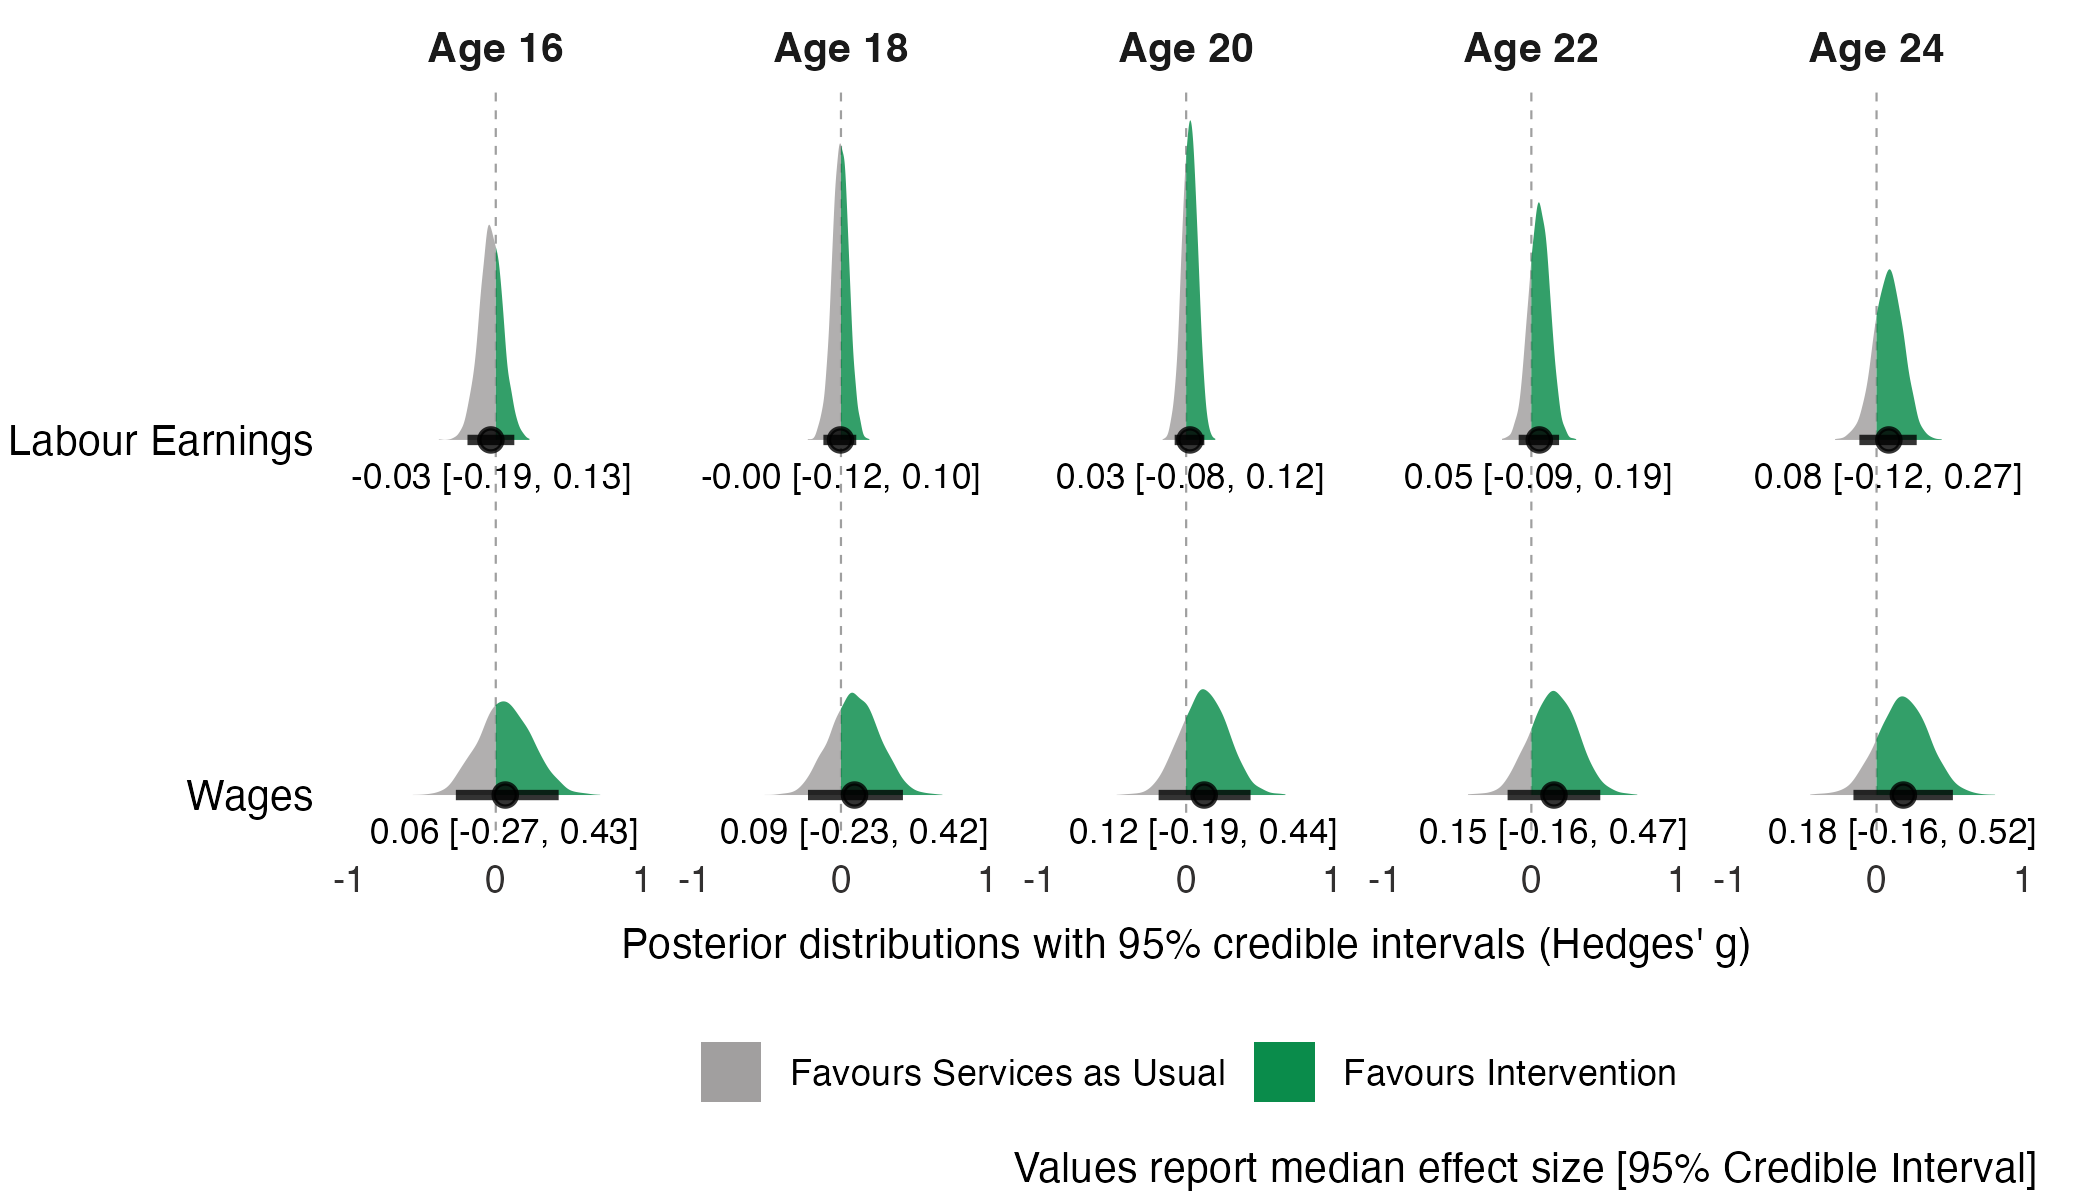 Age 16 Age 18 Age 20 Age 22 Age 24
Labour Earnings
-0.03 [-0.19, 0.13] -0.00 [-0.12, 0.10] 0.03 [-0.08, 0.12] 0.05 [-0.09, 0.19] 0.08 [-0.12, 0.27]
Wages
0.06 [-0.27, 0.43] 0.09 [-0.23, 0.42] 0.12 [-0.19, 0.44] 0.15 [-0.16, 0.47] 0.18 [-0.16, 0.52]
-1 0 1 -1 0 1 -1 0 1 -1 0 1 -1 0 1
Posterior distributions with 95% credible intervals (Hedges' g)
Favours Services as Usual Favours Intervention
Values report median effect size [95% Credible Interval]